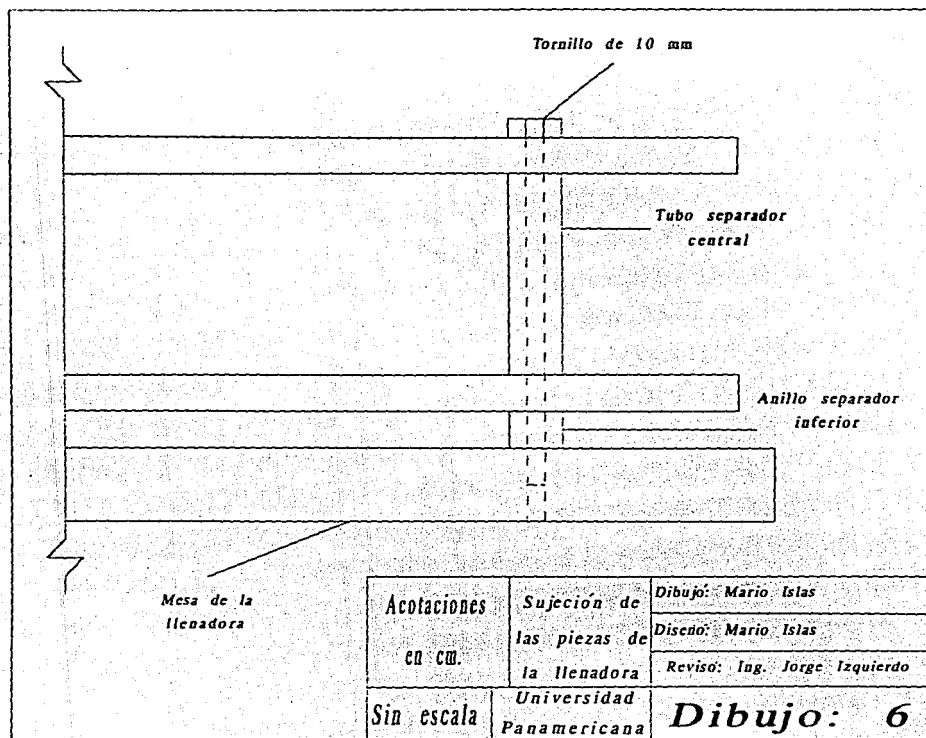 Tornillo de 10 mm
Tubo separador
central
Anillo separador
inferior
Mesa de la
llenadora
Acotaciones
en cm.
Sujeción de
las piezas de
la llenadora
Dibujó: Mario Islas
Diseno: Mario Islas
Revisó: Ing. Jorge Izquierdo
Sin escala
Universidad
Panamericana
Dibujo: 6